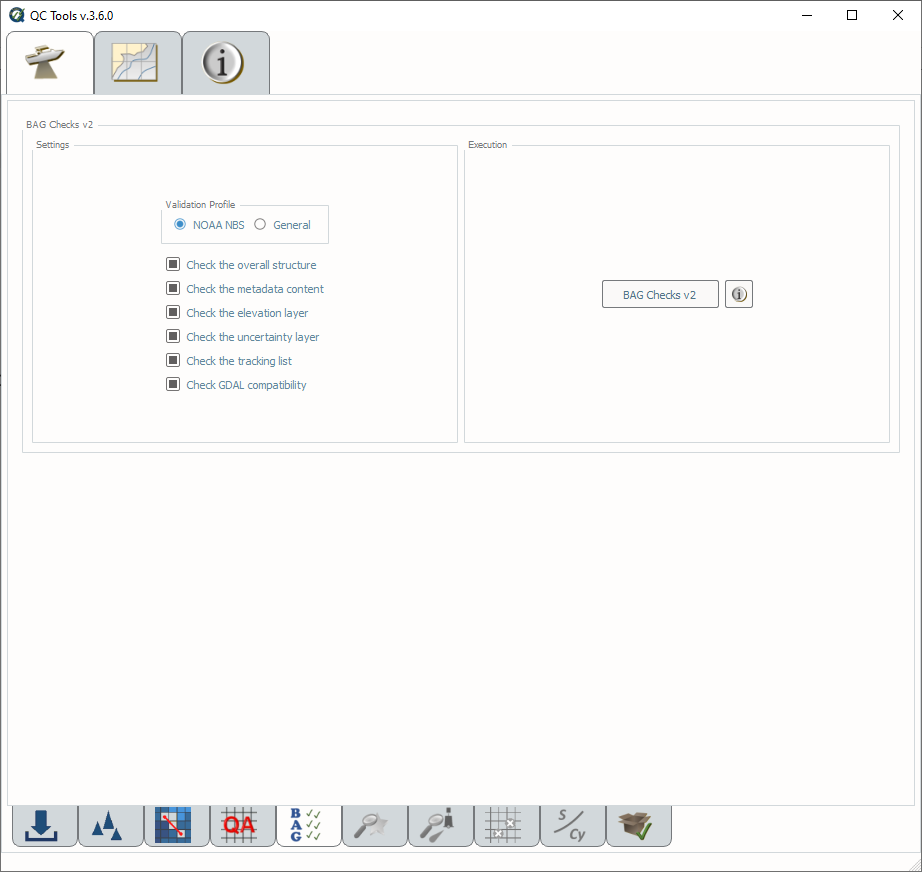 QC Tools v.3.6.0
i
BAG Checks v2
Settings
Execution
Validation Profile
NOAA NBS
General
Check the overall structure
Check the metadata content
BAG Checks v2
i
Check the elevation layer
Check the uncertainty layer
Check the tracking list
Check GDAL compatibility
QA
B
A
G
S
Cy